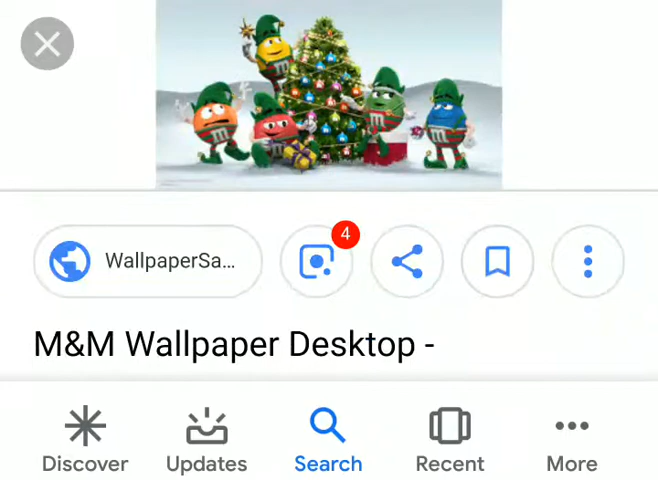 4
WallpaperSa...
M&M Wallpaper Desktop -
Discover Updates Search Recent More